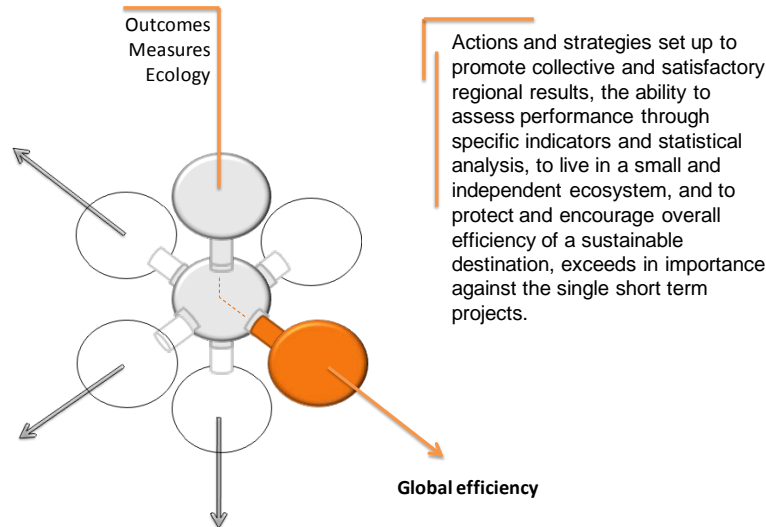 Outcomes
Measures
Ecology
Actions and strategies set up to
promote collective and satisfactory
regional results, the ability to
assess performance through
specific indicators and statistical
analysis, to live in a small and
independent ecosystem, and to
protect and encourage overall
efficiency of a sustainable
destination, exceeds in importance
against the single short term
projects.
Global efficiency